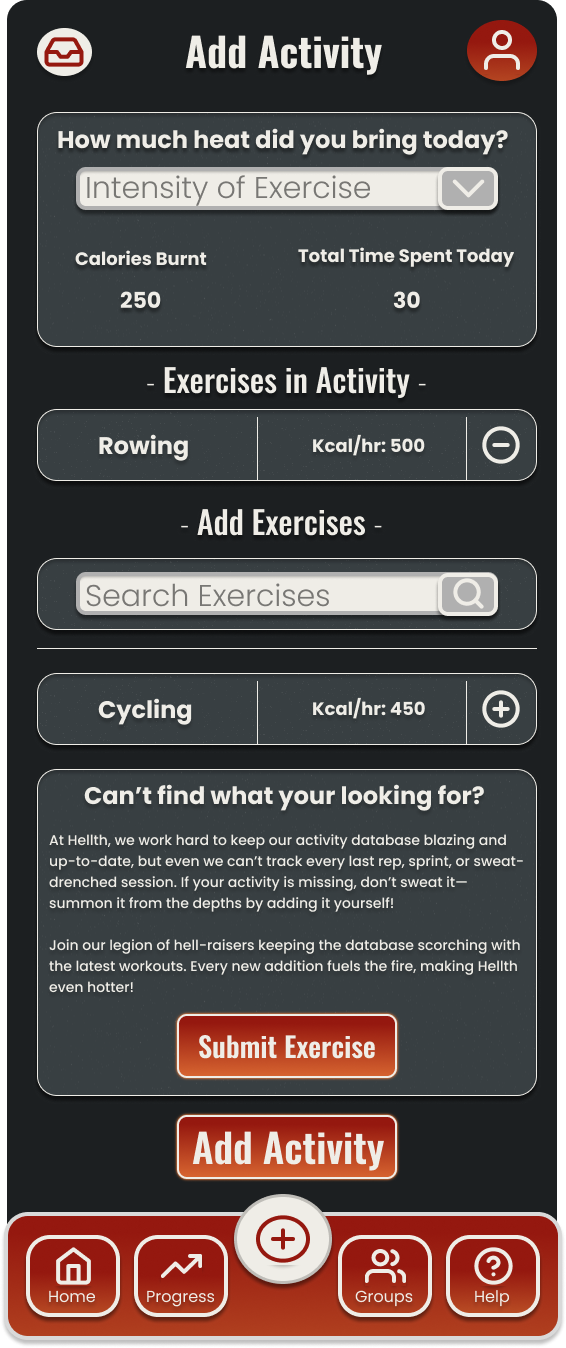 Add Activity
How much heat did you bring today?
Intensity of Exercise
Calories Burnt
Total Time Spent Today
250
30
- Exercises in Activity -
Rowing
Kcal/hr: 500
- Add Exercises -
Search Exercises
Cycling
Kcal/hr: 450
Can’t find what your looking for?
At Hellth, we work hard to keep our activity database blazing and
up-to-date, but even we can’t track every last rep, sprint, or sweat-
drenched session. If your activity is missing, don’t sweat it—
summon it from the depths by adding it yourself!
Join our legion of hell-raisers keeping the database scorching with
the latest workouts. Every new addition fuels the fire, making Hellth
even hotter!
Submit Exercise
Add Activity
Home
Progress
Groups
Help